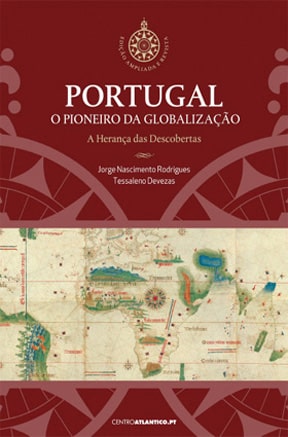 EDIÇÃO AMPLIADA E REVISTA
PORTUGAL
O PIONEIRO DA GLOBALIZAÇÃO
A Herança das Descobertas
Jorge Nascimento Rodrigues
Tessaleno Devezas
CENTROATLANTICO.PT